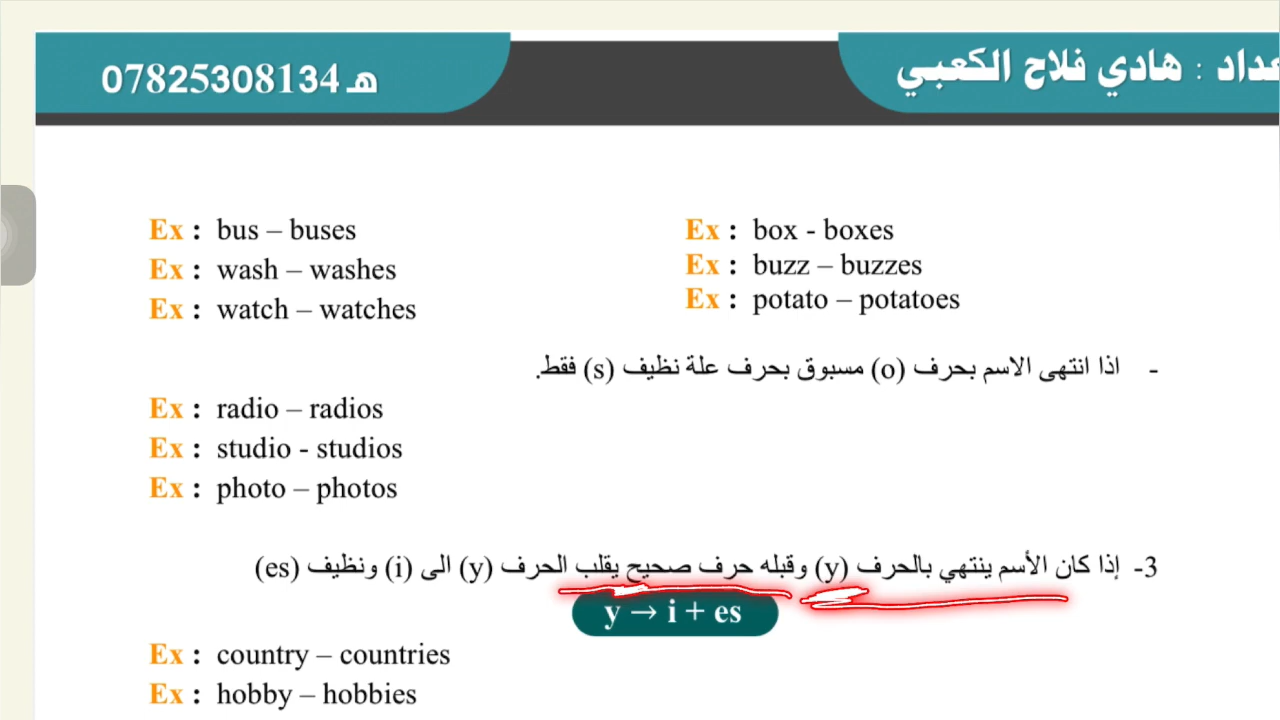 عداد : هادي فلاح الكعبي
هـ 07825308134
Ex : bus – buses
Ex : wash – washes
Ex : watch – watches
Ex : box - boxes
Ex : buzz – buzzes
Ex : potato – potatoes
- اذا انتهى الاسم بحرف (o) مسبوق بحرف علة نظيف (s) فقط.
Ex : radio – radios
Ex : studio - studios
Ex : photo – photos
3- إذا كان الأسم ينتهي بالحرف (y) وقبله حرف صحيح يقلب الحرف (y) الى (i) ونظيف (es)
y → i + es
Ex : country – countries
Ex : hobby – hobbies